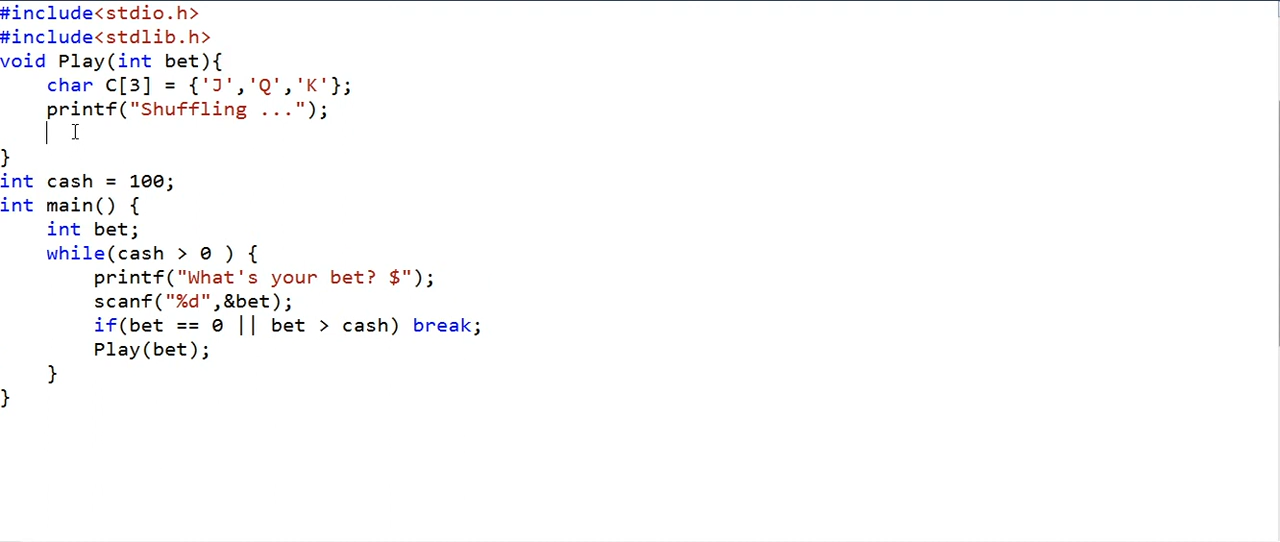 #include<stdio.h>
#include<stdlib.h>
void Play(int bet){
    char C[3] = {'J','Q','K'};
    printf("Shuffling ...");
}
int cash = 100;
int main() {
    int bet;
    while(cash > 0 ) {
        printf("What's your bet? $");
        scanf("%d",&bet);
        if(bet == 0 || bet > cash) break;
        Play(bet);
    }
}